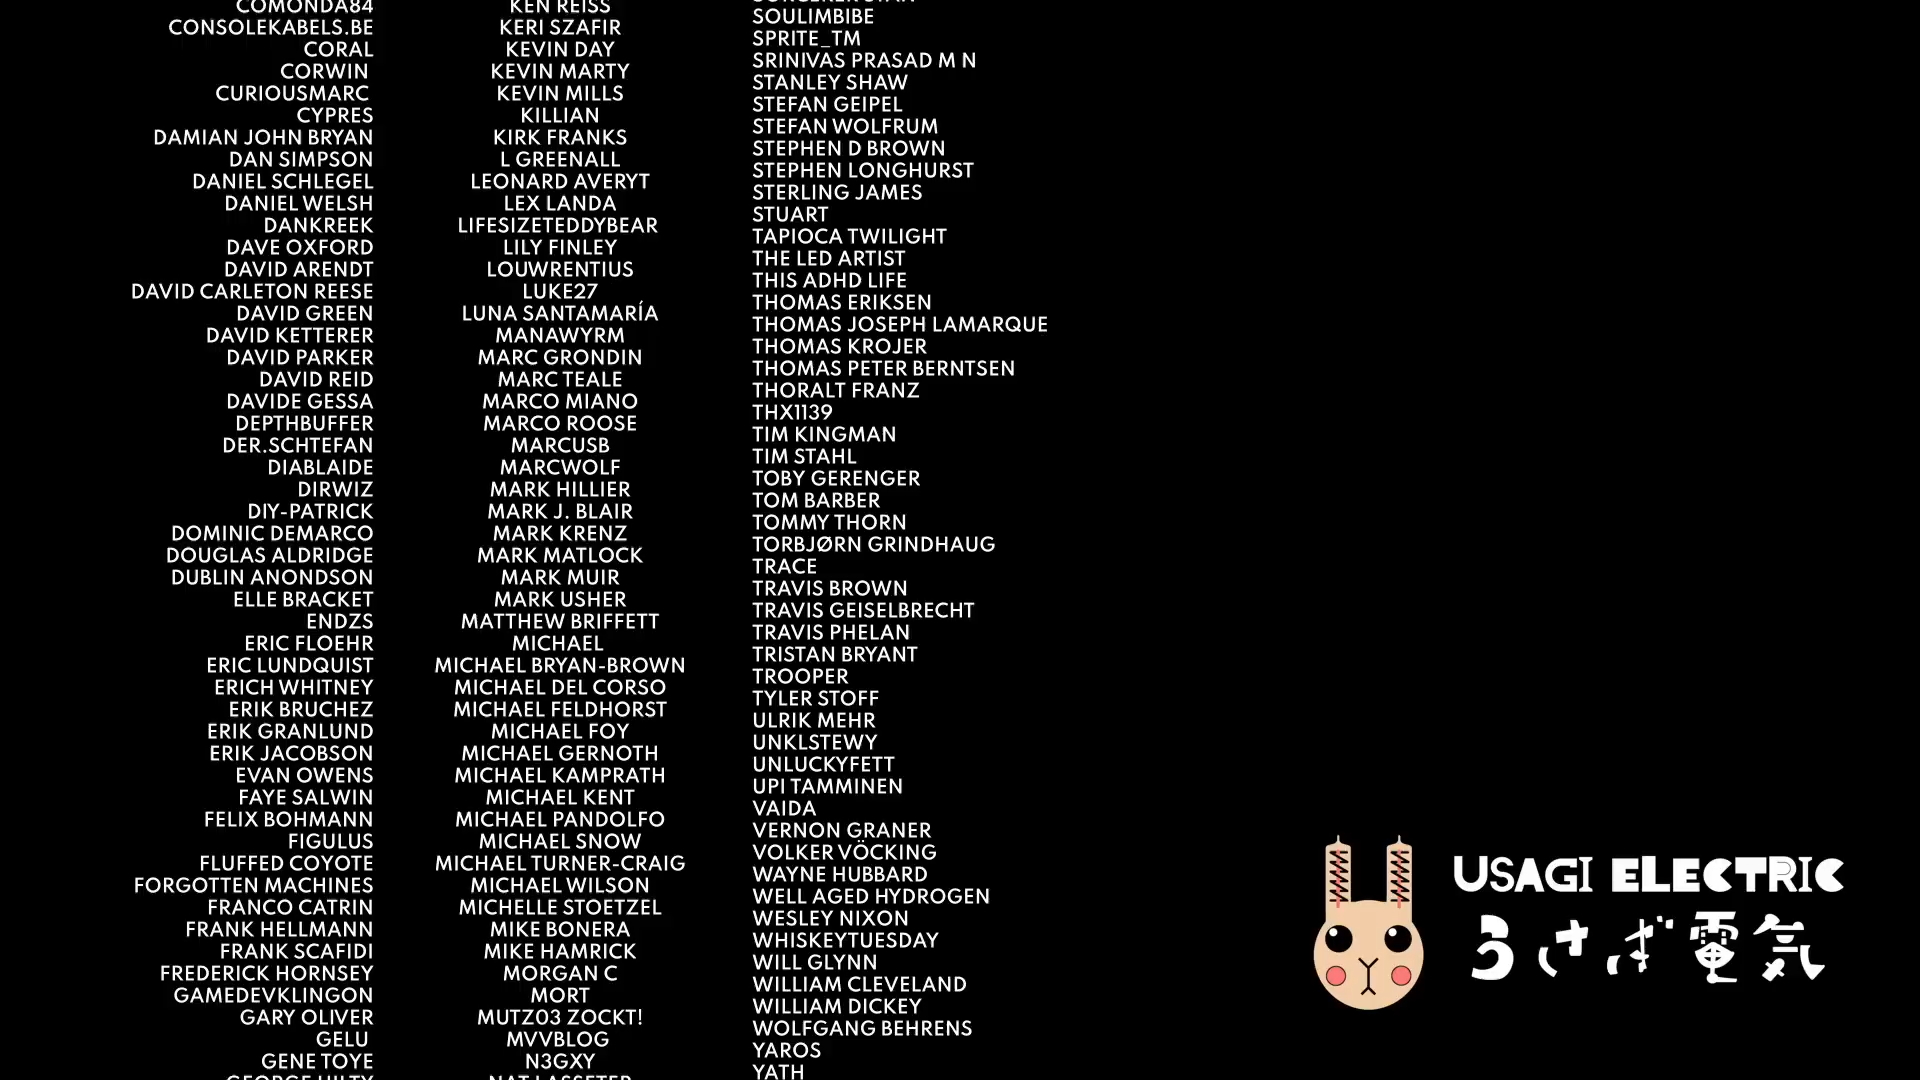 COMONDA84
CONSOLEKABELS.BE
CORAL
CORWIN
CURIOUSMARC
CYPRES
DAMIAN JOHN BRYAN
DAN SIMPSON
DANIEL SCHLEGEL
DANIEL WELSH
DANKREEK
DAVE OXFORD
DAVID ARENDT
DAVID CARLETON REESE
DAVID GREEN
DAVID KETTERER
DAVID PARKER
DAVID REID
DAVIDE GESSA
DEPTHBUFFER
DER.SCHTEFAN
DIABLAIDE
DIRWIZ
DIY-PATRICK
DOMINIC DEMARCO
DOUGLAS ALDRIDGE
DUBLIN ANONDSON
ELLE BRACKET
ENDZS
ERIC FLOEHR
ERIC LUNDQUIST
ERICH WHITNEY
ERIK BRUCHEZ
ERIK GRANLUND
ERIK JACOBSON
EVAN OWENS
FAYE SALWIN
FELIX BOHMANN
FIGULUS
FLUFFED COYOTE
FORGOTTEN MACHINES
FRANCO CATRIN
FRANK HELLMANN
FRANK SCAFIDI
FREDERICK HORNSEY
GAMEDEVKLINGON
GARY OLIVER
GELU
GENE TOYE
GEORGE HILTY
KEN REISS
KERI SZAFIR
KEVIN DAY
KEVIN MARTY
KEVIN MILLS
KILLIAN
KIRK FRANKS
L GREENALL
LEONARD AVERYT
LEX LANDA
LIFESIZETEDDYBEAR
LILY FINLEY
LOUWRENTIUS
LUKE27
LUNA SANTAMARÍA
MANAWYRM
MARC GRONDIN
MARC TEALE
MARCO MIANO
MARCO ROOSE
MARCUSB
MARCWOLF
MARK HILLIER
MARK J. BLAIR
MARK KRENZ
MARK MATLOCK
MARK MUIR
MARK USHER
MATTHEW BRIFFETT
MICHAEL
MICHAEL BRYAN-BROWN
MICHAEL DEL CORSO
MICHAEL FELDHORST
MICHAEL FOY
MICHAEL GERNOTH
MICHAEL KAMPRATH
MICHAEL KENT
MICHAEL PANDOLFO
MICHAEL SNOW
MICHAEL TURNER-CRAIG
MICHAEL WILSON
MICHELLE STOETZEL
MIKE BONERA
MIKE HAMRICK
MORGAN C
MORT
MUTZ03 ZOCKT!
MVVBLOG
N3GXY
NAT LASSETER
SOULIMBIBE
SPRITE_TM
SRINIVAS PRASAD M N
STANLEY SHAW
STEFAN GEIPEL
STEFAN WOLFRUM
STEPHEN D BROWN
STEPHEN LONGHURST
STERLING JAMES
STUART
TAPIOCA TWILIGHT
THE LED ARTIST
THIS ADHD LIFE
THOMAS ERIKSEN
THOMAS JOSEPH LAMARQUE
THOMAS KROJER
THOMAS PETER BERNTSEN
THORALT FRANZ
THX1139
TIM KINGMAN
TIM STAHL
TOBY GERENGER
TOM BARBER
TOMMY THORN
TORBJØRN GRINDHAUG
TRACE
TRAVIS BROWN
TRAVIS GEISELBRECHT
TRAVIS PHELAN
TRISTAN BRYANT
TROOPER
TYLER STOFF
ULRIK MEHR
UNKLSTEWY
UNLUCKYFETT
UPI TAMMINEN
VAIDA
VERNON GRANER
VOLKER VÖCKING
WAYNE HUBBARD
WELL AGED HYDROGEN
WESLEY NIXON
WHISKEYTUESDAY
WILL GLYNN
WILLIAM CLEVELAND
WILLIAM DICKEY
WOLFGANG BEHRENS
YAROS
YATH
USAGI ELECTRIC
うさぎ電気